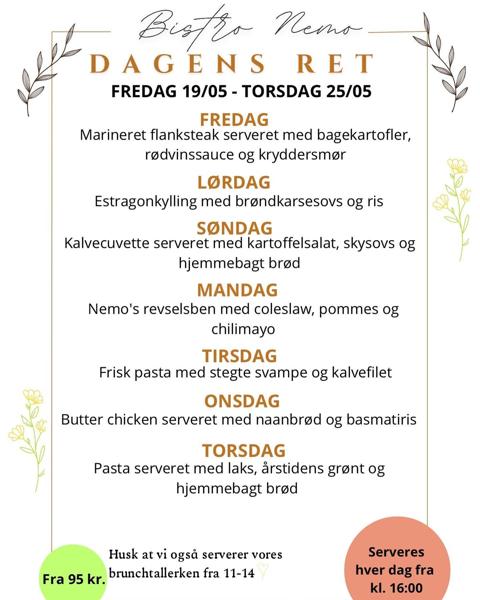 Bistro Nemo
DAGENS RET
FREDAG 19/05 - TORSDAG 25/05
FREDAG
Marineret flanksteak serveret med bagekartofler,
rødvinssauce og kryddersmør
LØRDAG
Estragonkylling med brøndkarsesovs og ris
SØNDAG
Kalvecuvette serveret med kartoffelsalat, skysovs og
hjemmebagt brød
MANDAG
Nemo's revselsben med coleslaw, pommes og
chilimayo
TIRSDAG
Frisk pasta med stegte svampe og kalvefilet
ONSDAG
Butter chicken serveret med naanbrød og basmatiris
TORSDAG
Pasta serveret med laks, årstidens grønt og
hjemmebagt brød
Fra 95 kr.
Husk at vi også serverer vores
brunchtallerken fra 11-14
Serveres
hver dag fra
kl. 16:00